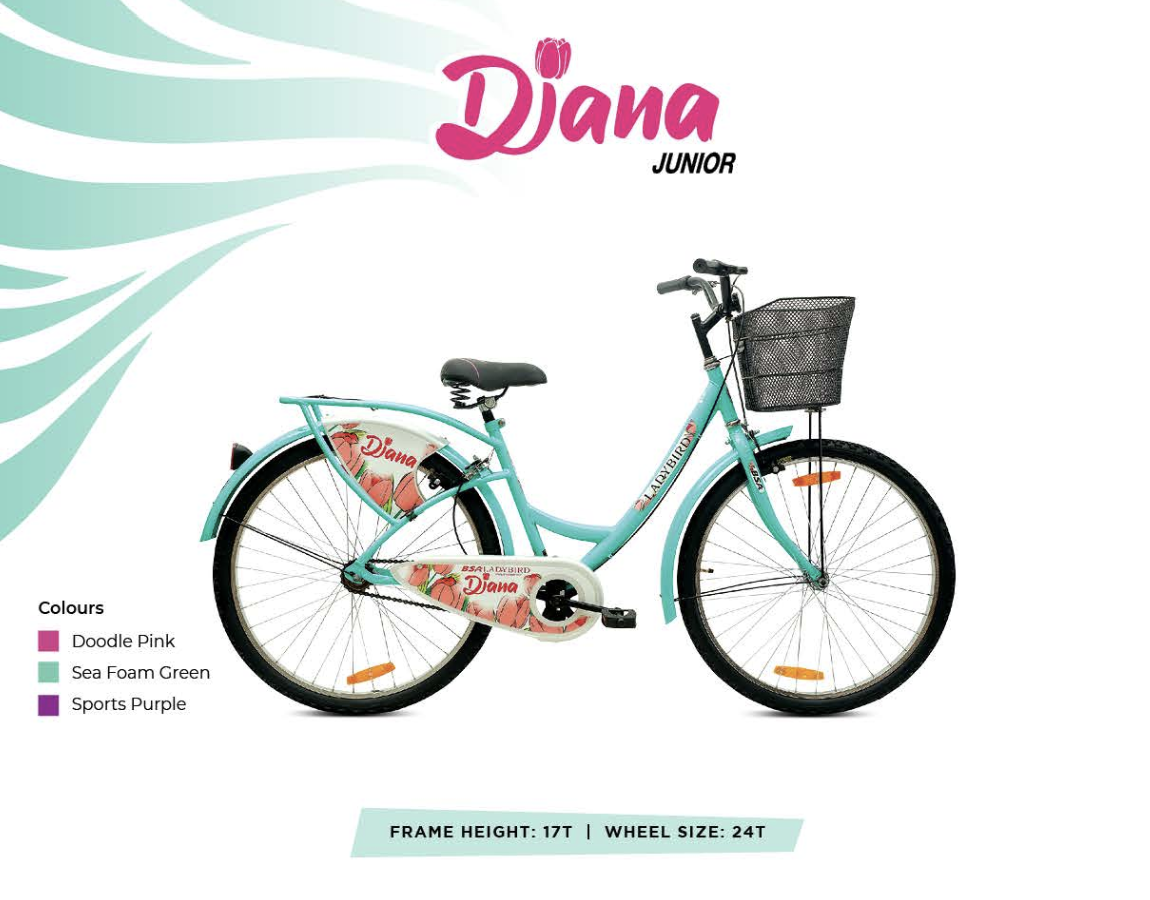 Diana
JUNIOR
Diana
LADYBIRD
BSA
BSA LADYBIRD
Diana
Colours
Doodle Pink
Sea Foam Green
Sports Purple
FRAME HEIGHT: 17T | WHEEL SIZE: 24T